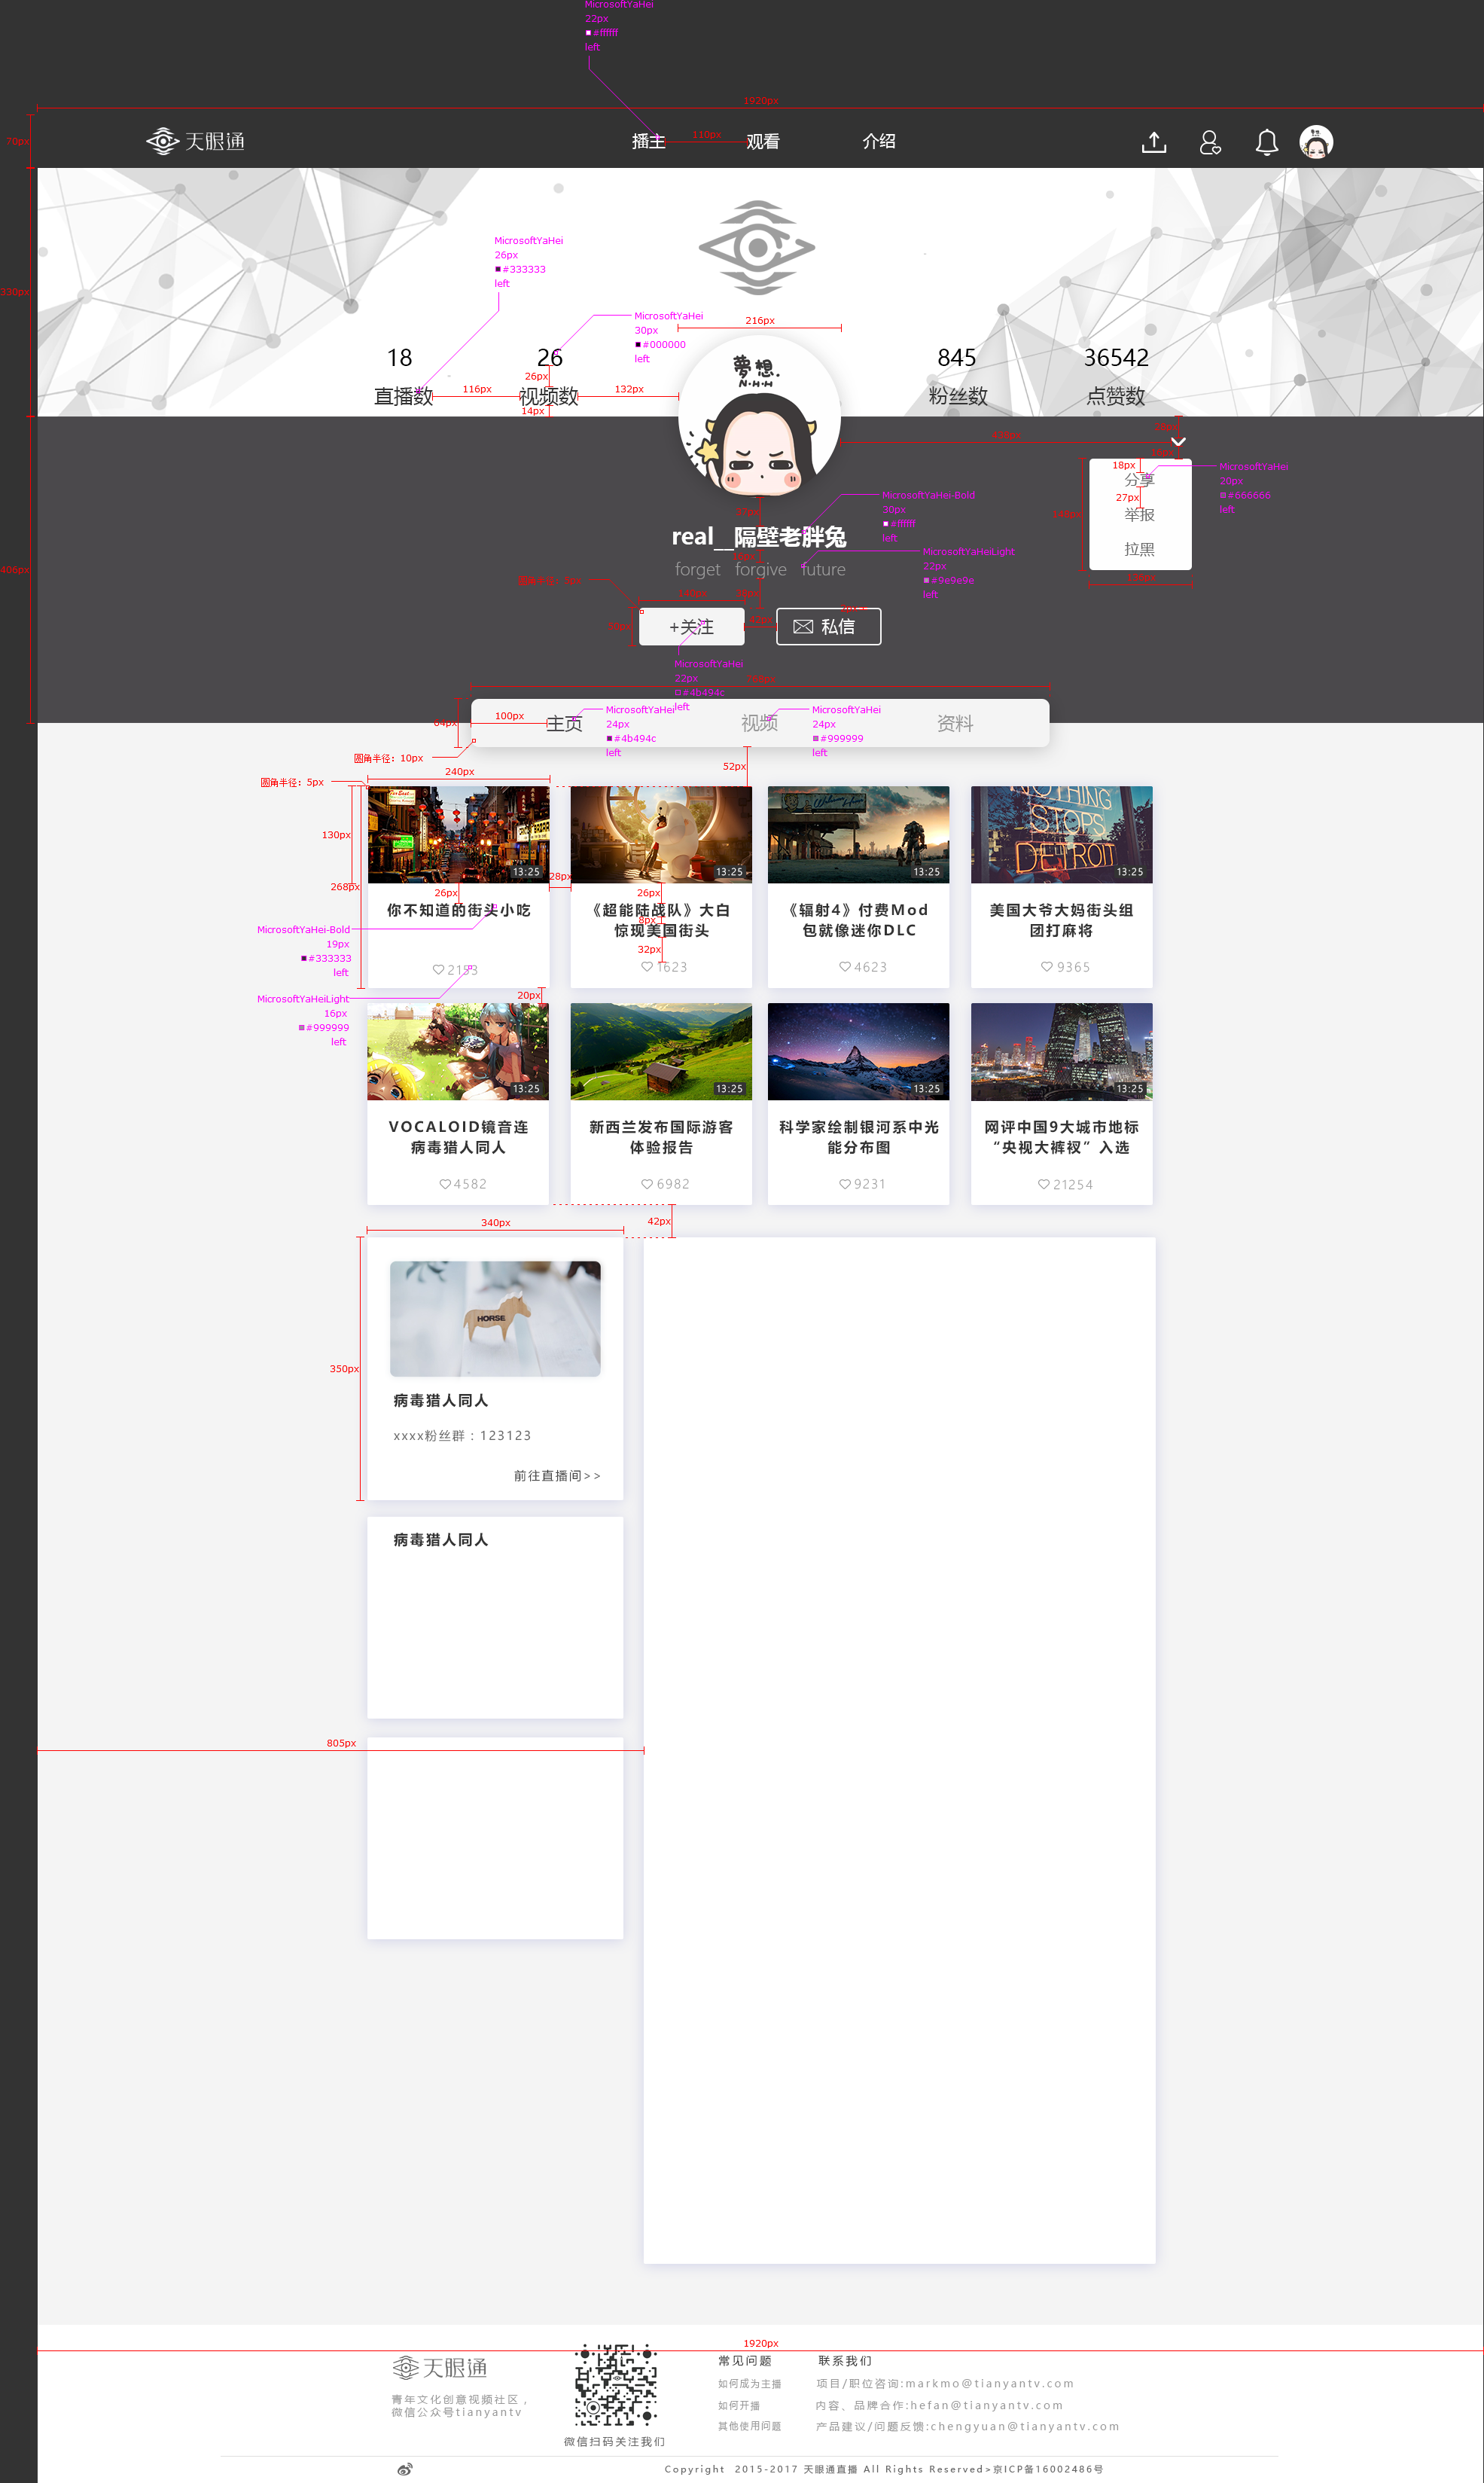 MicrosoftYaHei
22px
#ffffff
left
1920px
70px
天眼通
播主
110px
观看
介绍
330px
MicrosoftYaHei
26px
#333333
left
MicrosoftYaHei
30px
#000000
left
216px
18
26
845
36542
26px
直播数
116px
视频数
132px
粉丝数
点赞数
14px
夢想.
N·H·H
18px
分享
27px
举报
拉黑
MicrosoftYaHei
20px
#666666
left
MicrosoftYaHei-Bold
30px
#ffffff
left
real__隔壁老胖兔
MicrosoftYaHeiLight
22px
#9e9e9e
left
forget forgive future
406px
+关注
私信
MicrosoftYaHei
22px
#4b494c
left
64px
100px
主页
MicrosoftYaHei
24px
#4b494c
left
视频
MicrosoftYaHei
24px
#999999
left
资料
圆角半径：10px
52px
圆角半径：5px
240px
130px
268px
NOTHING
STOPS
DETROIT
13:25
13:25
13:25
13:25
26px
28px
26px
你不知道的街头小吃
《超能陆战队》大白
惊现美国街头
《辐射4》付费Mod
包就像迷你DLC
美国大爷大妈街头组
团打麻将
8px
32px
MicrosoftYaHei-Bold
19px
#333333
left
2193
1623
4623
9365
MicrosoftYaHeiLight
16px
#999999
left
20px
13:25
13:25
13:25
13:25
VOCALOID镜音连
病毒猎人同人
新西兰发布国际游客
体验报告
科学家绘制银河系中光
能分布图
网评中国9大城市地标
“央视大裤衩”入选
4582
6982
9231
21254
340px
42px
350px
HORSE
病毒猎人同人
xxxx粉丝群：123123
前往直播间>>
病毒猎人同人
805px
1920px
天眼通
青年文化创意视频社区，
微信公众号tianyantv
微信扫码关注我们
常见问题
如何成为主播
如何开播
其他使用问题
联系我们
项目/职位咨询:markmo@tianyantv.com
内容、品牌合作:hefan@tianyantv.com
产品建议/问题反馈:chengyuan@tianyantv.com
Copyright 2015-2017 天眼通直播 All Rights Reserved>京ICP备16002486号